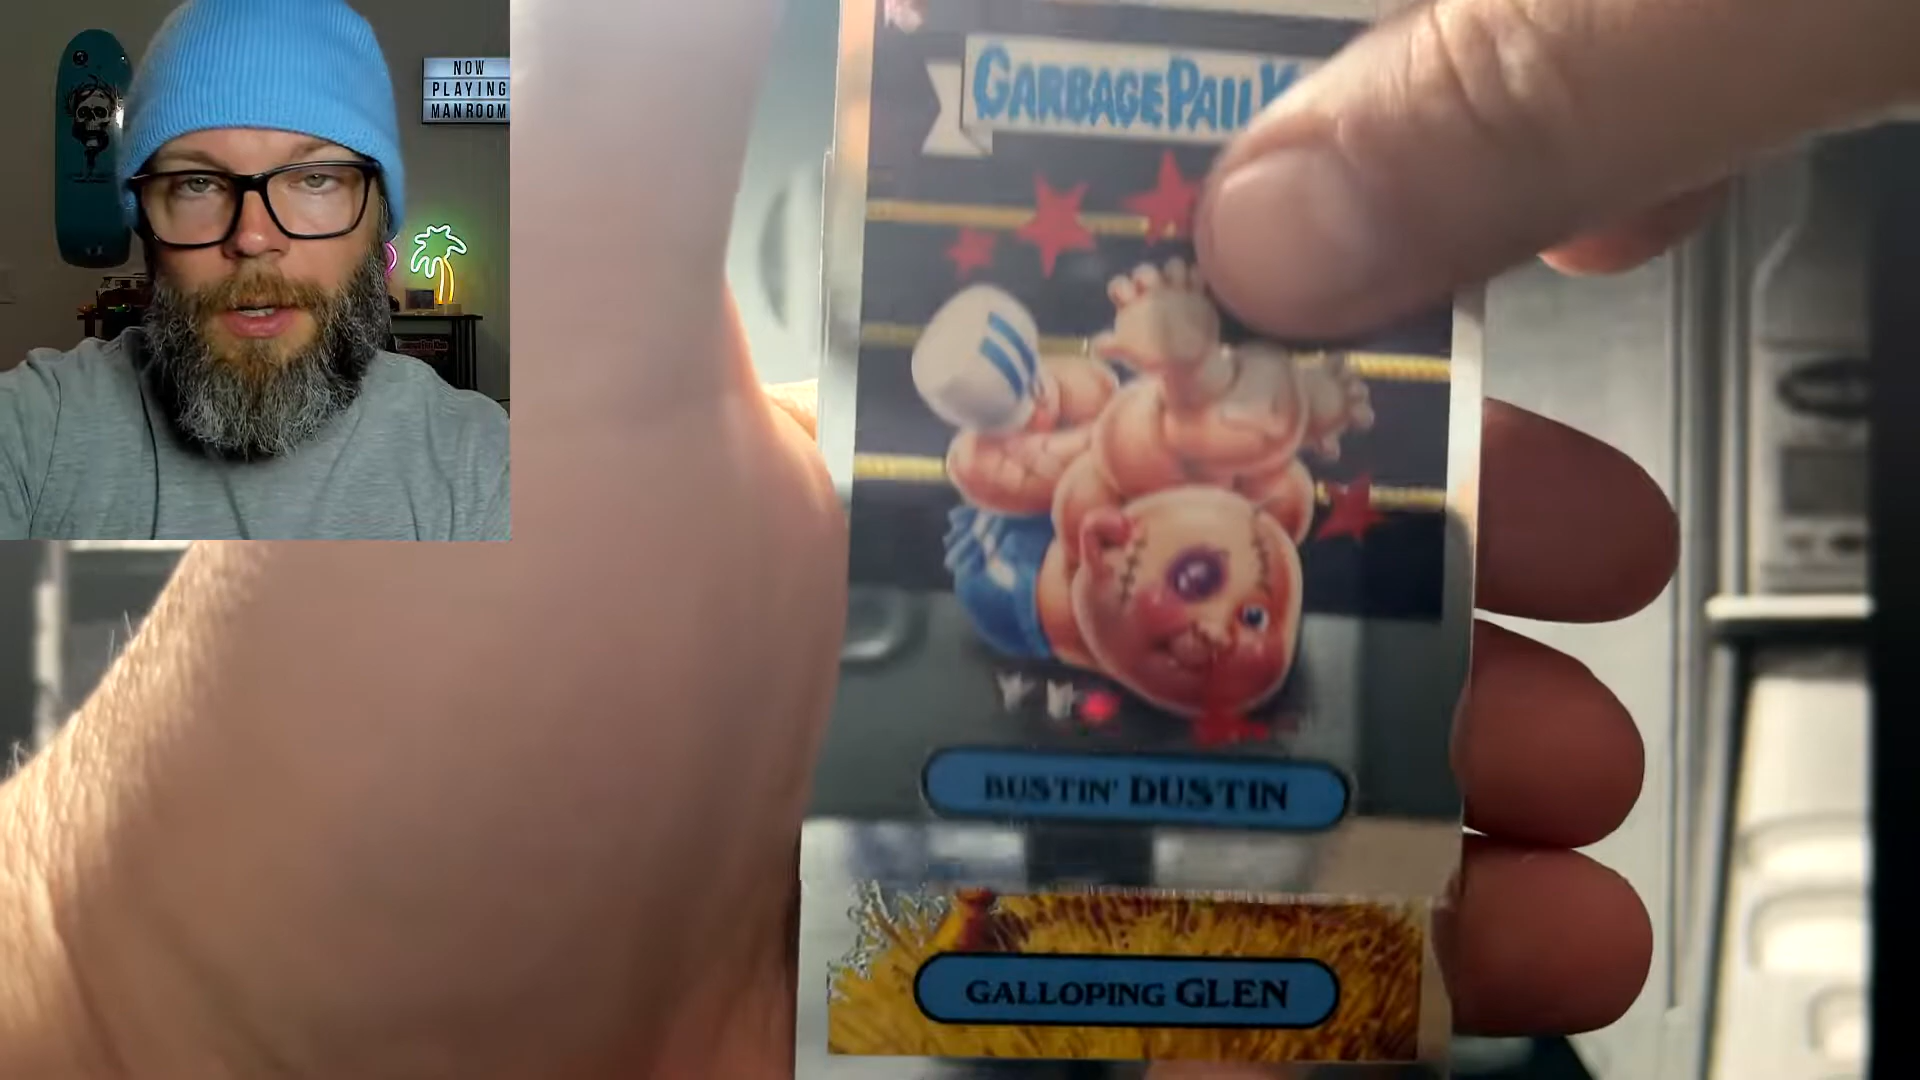 NOW
PLAYING
MANROOM
GARBAGE PAIL
BUSTIN' DUSTIN
GALLOPING GLEN